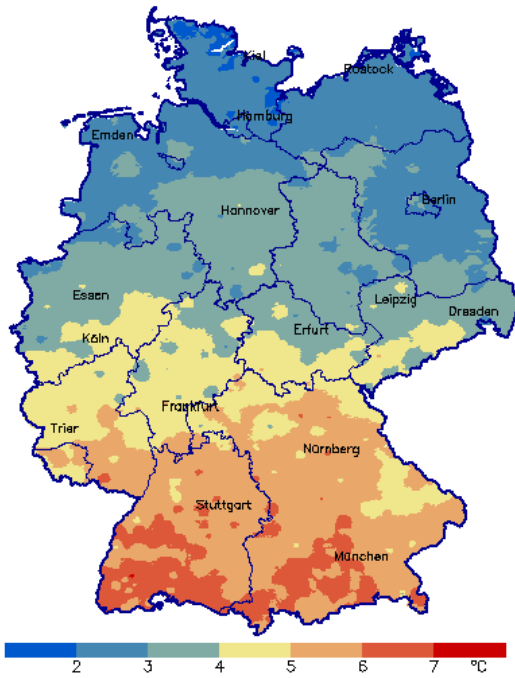 Kiel
Rostock
Hamburg
Emden
Berlin
Hannover
Essen
Leipzig
Dresden
Erfurt
Köln
Frankfurt
Trier
Nürnberg
Stuttgart
München
2 3 4 5 6 7 °C